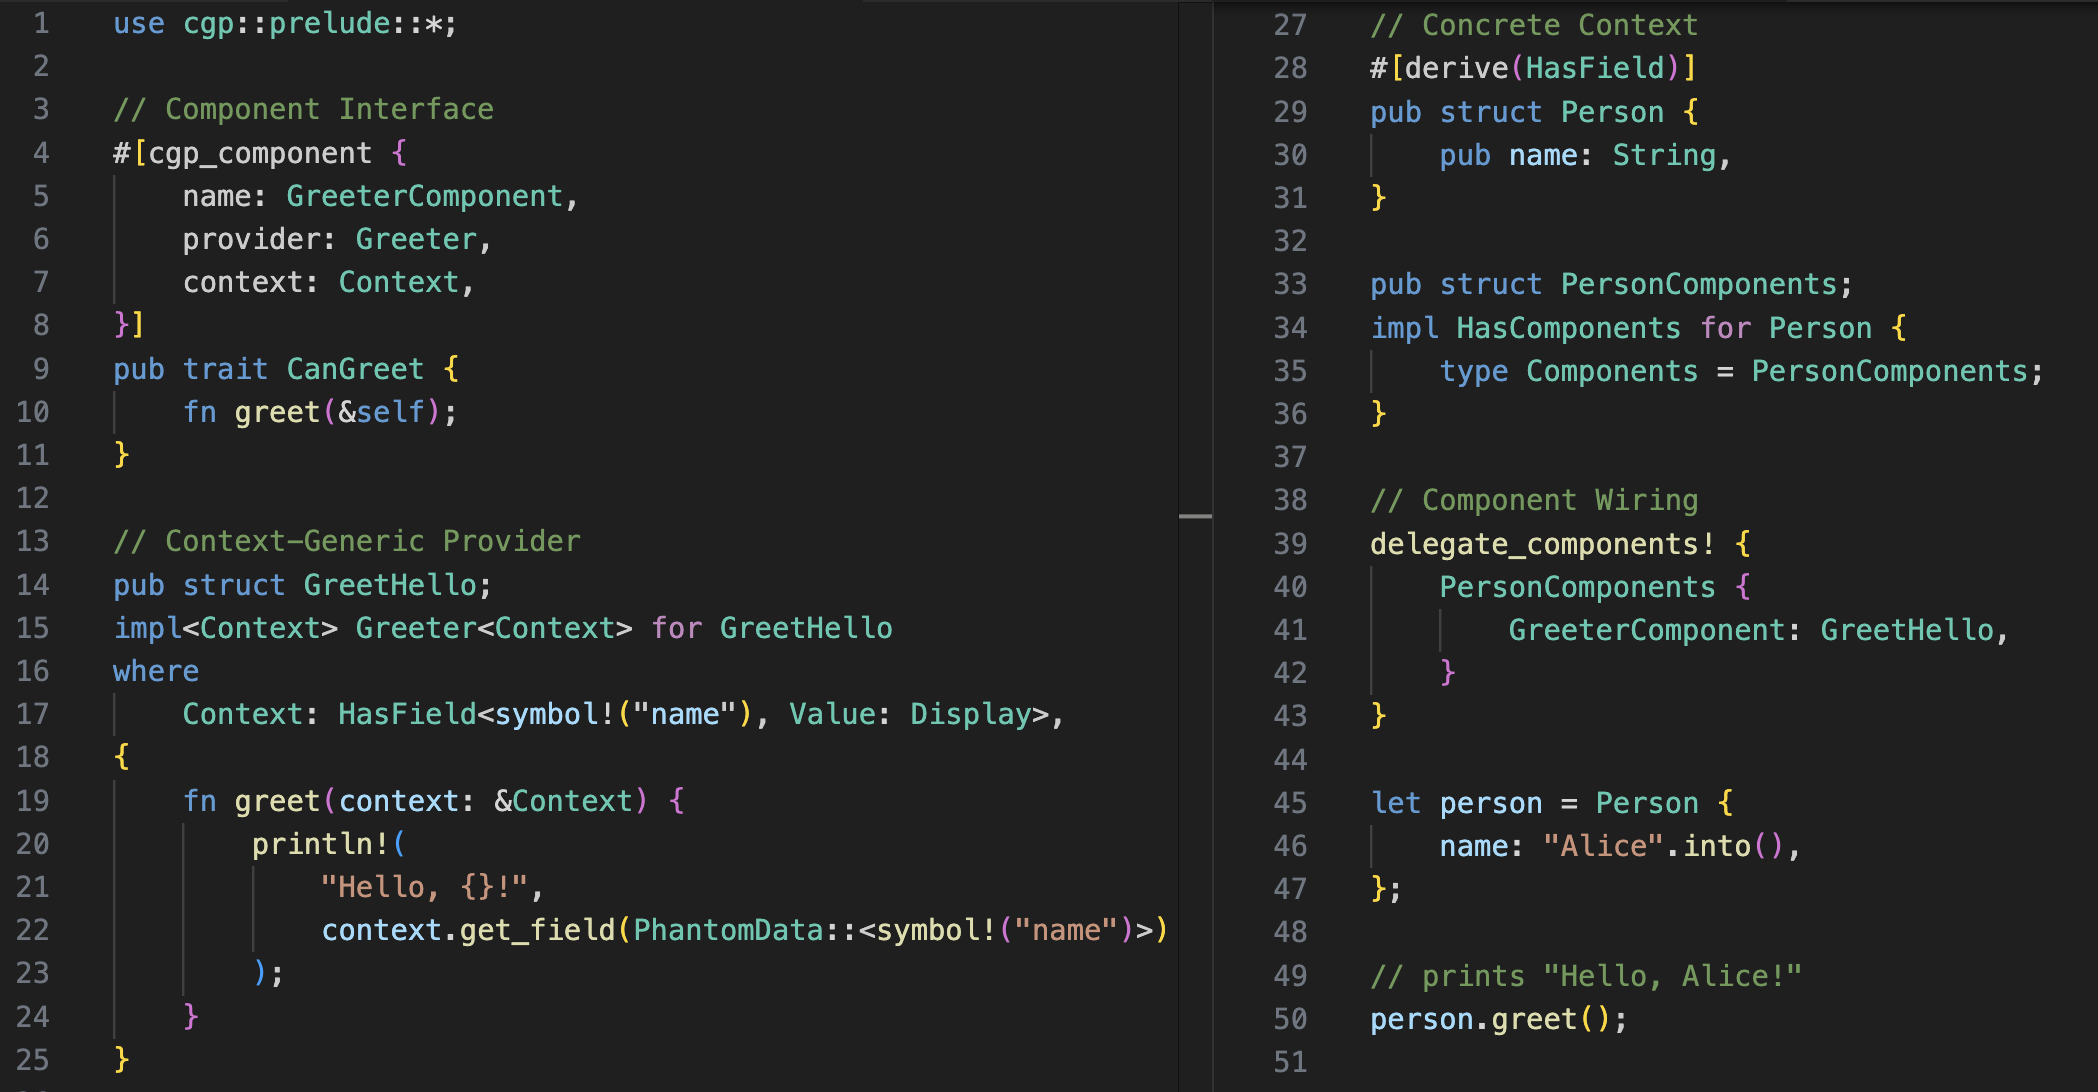 1 use cgp::prelude::*;
2
3 // Component Interface
4 #[cgp_component {
5     name: GreeterComponent,
6     provider: Greeter,
7     context: Context,
8 }]
9 pub trait CanGreet {
10     fn greet(&self);
11 }
12
13 // Context-Generic Provider
14 pub struct GreetHello;
15 impl<Context> Greeter<Context> for GreetHello
16 where
17     Context: HasField<symbol!("name"), Value: Display>,
18 {
19     fn greet(context: &Context) {
20         println!(
21             "Hello, {}!",
22             context.get_field(PhantomData::<symbol!("name")>)
23         );
24     }
25 }
27 // Concrete Context
28 #[derive(HasField)]
29 pub struct Person {
30     pub name: String,
31 }
32
33 pub struct PersonComponents;
34 impl HasComponents for Person {
35     type Components = PersonComponents;
36 }
37
38 // Component Wiring
39 delegate_components! {
40     PersonComponents {
41         GreeterComponent: GreetHello,
42     }
43 }
44
45 let person = Person {
46     name: "Alice".into(),
47 };
48
49 // prints "Hello, Alice!"
50 person.greet();
51